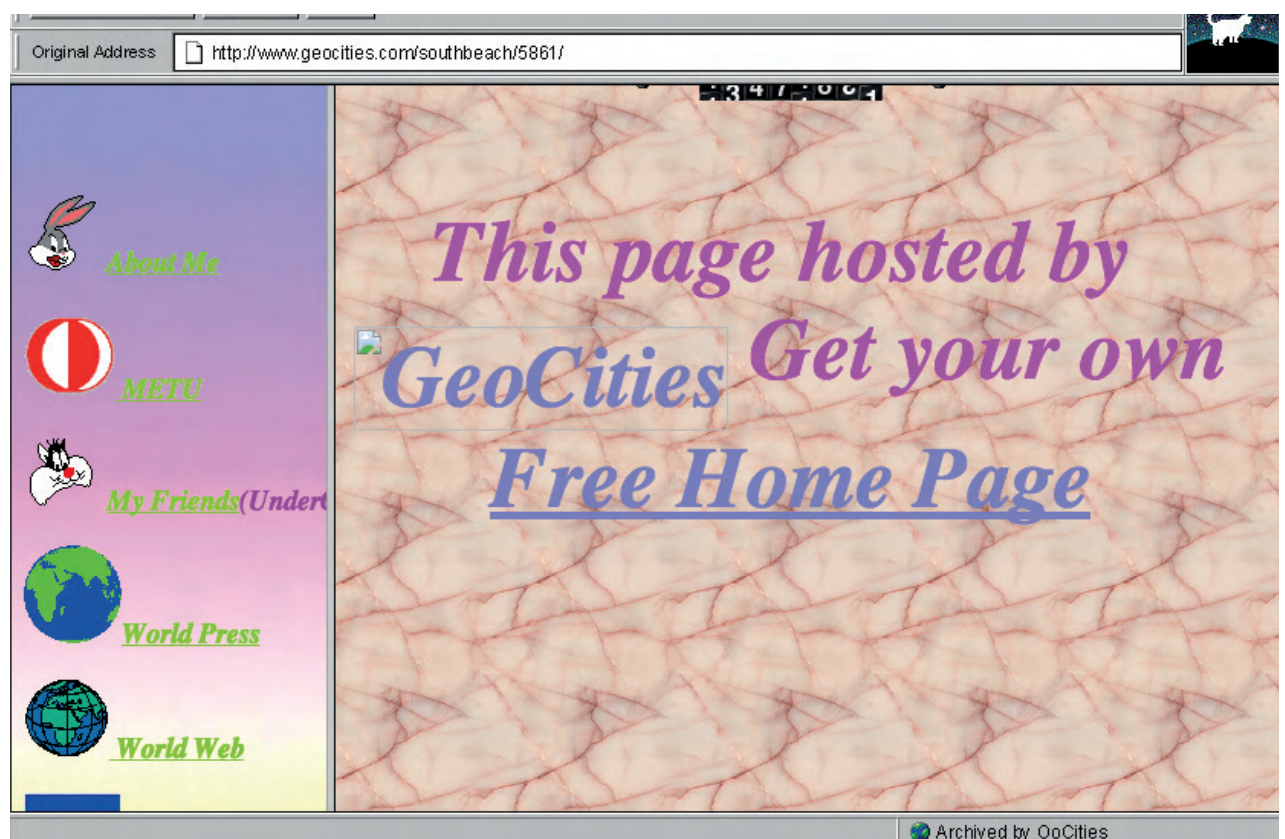 Original Address http://www.geocities.com/southbeach/5861/
About Me
METU
My Friends(Under
World Press
World Web
This page hosted by
GeoCities Get your own
Free Home Page
Archived by OoCities